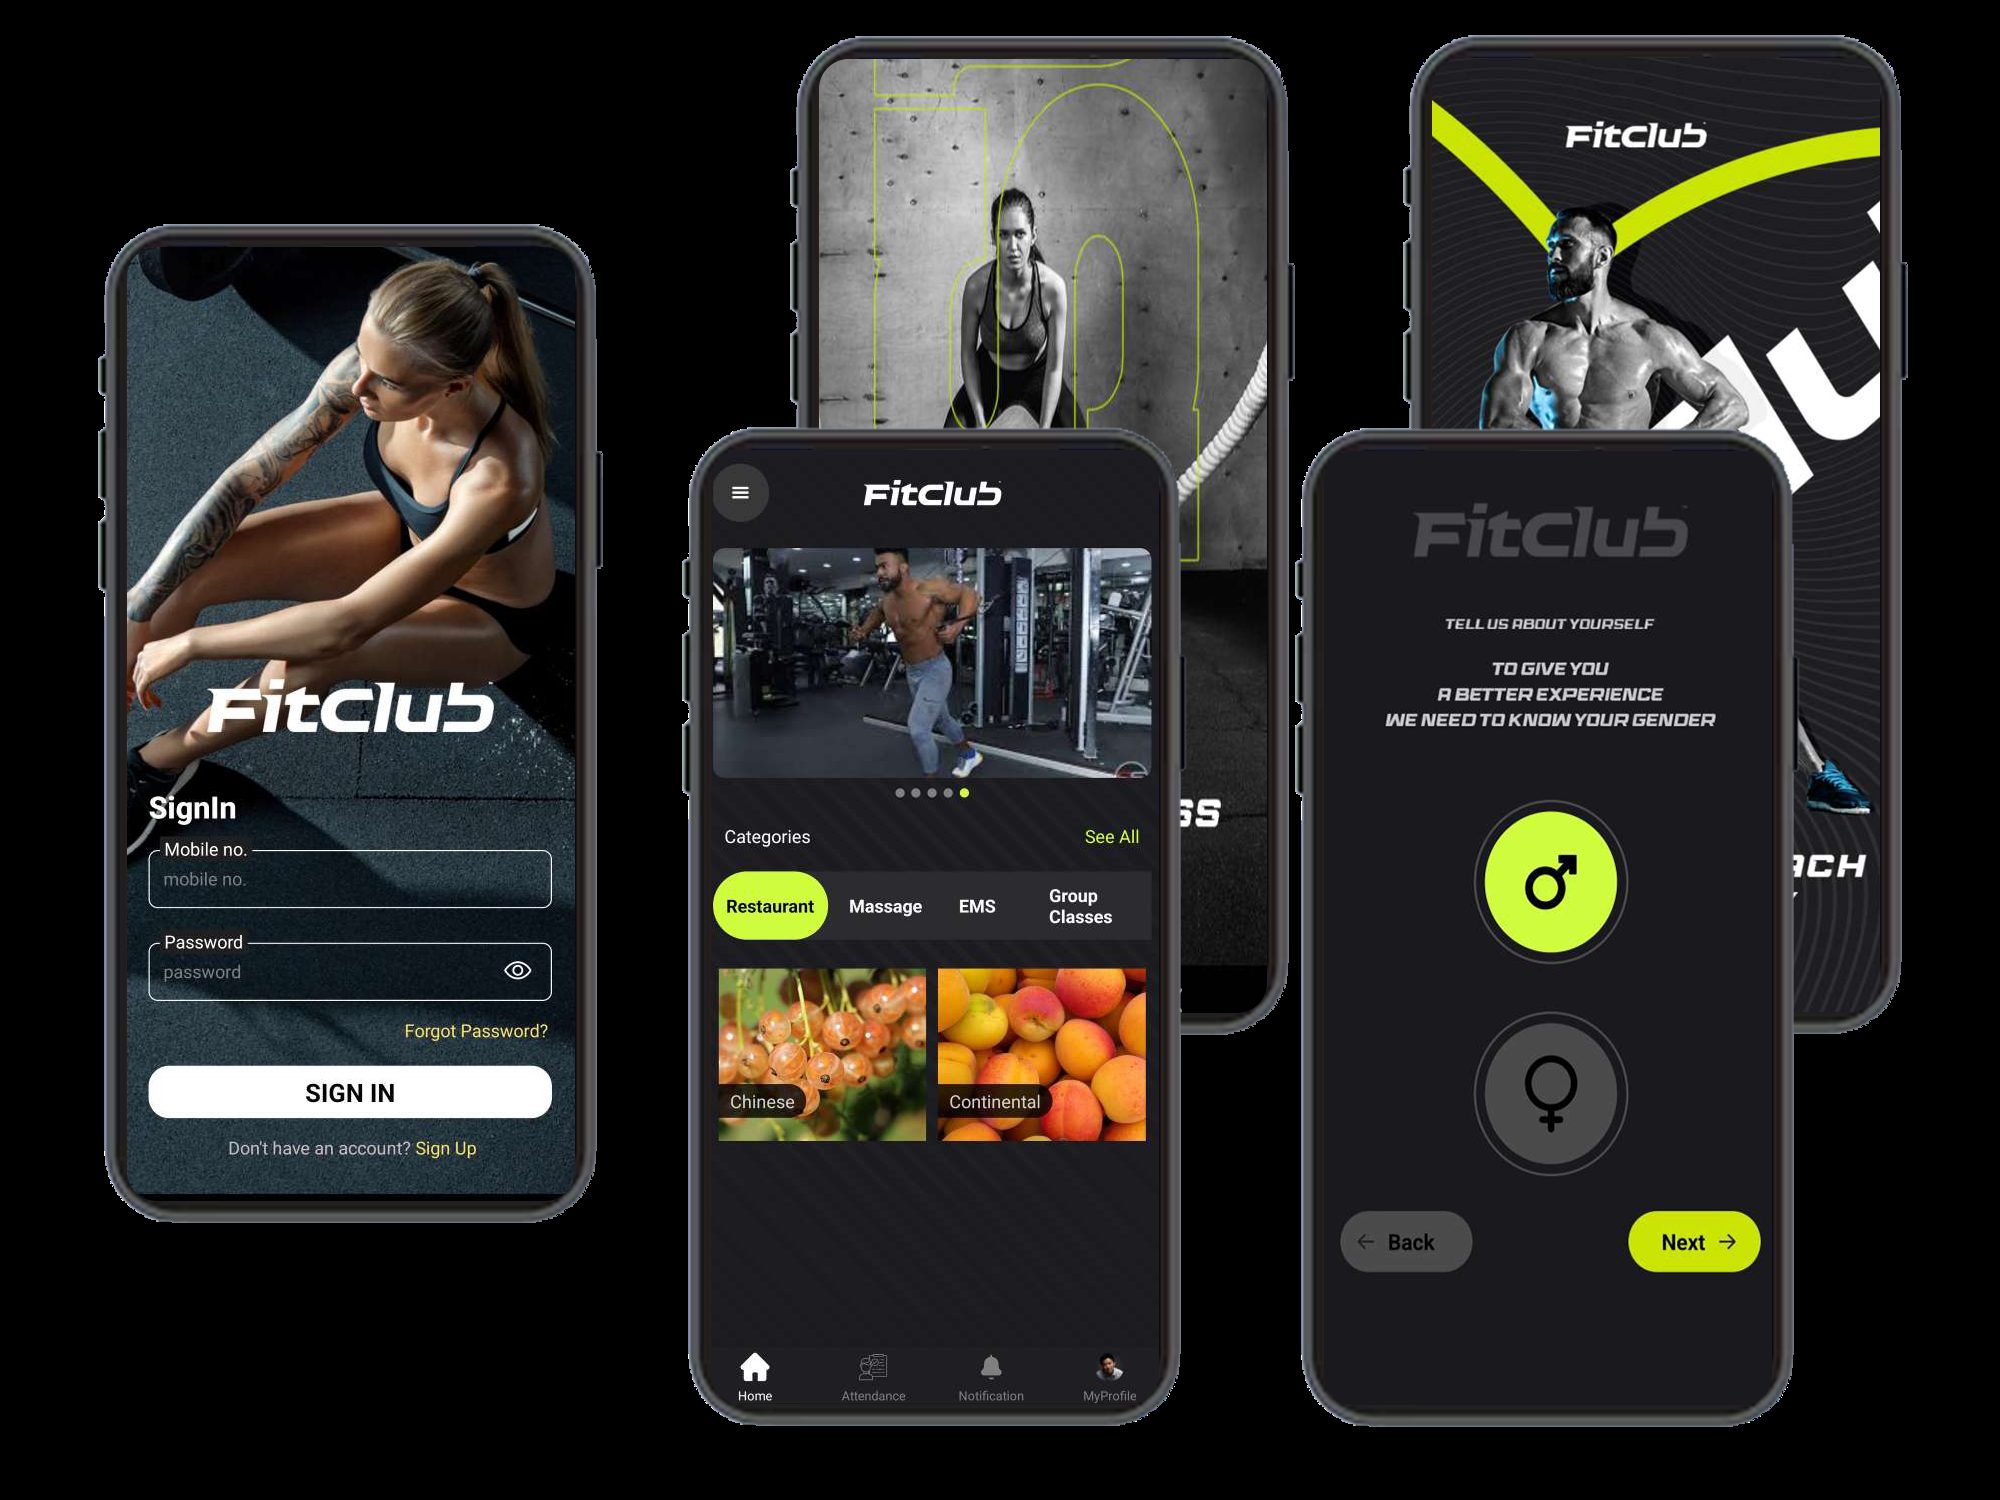 FitClub
SignIn
Mobile no.
mobile no.
Password
password
Forgot Password?
SIGN IN
Don't have an account? Sign Up
FitClub
Categories
See All
Restaurant
Massage
EMS
Group
Classes
Chinese
Continental
Home
Attendance
Notification
MyProfile
FitClub
FitClub
TELL US ABOUT YOURSELF
TO GIVE YOU
A BETTER EXPERIENCE
WE NEED TO KNOW YOUR GENDER
Back
Next